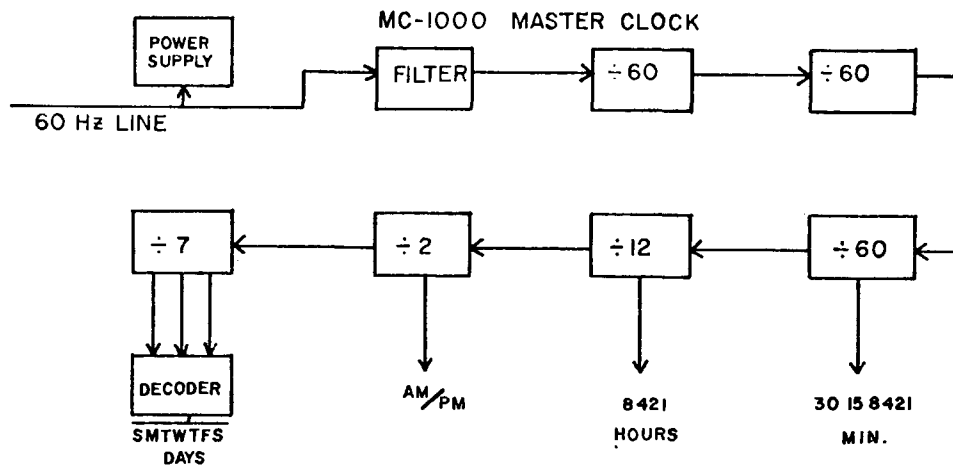 MC-1000 MASTER CLOCK
POWER
SUPPLY
FILTER
÷60
÷60
60 Hz LINE
÷7
÷2
÷12
÷60
DECODER
AM/PM
8421
30 15 8421
SMTWTFS
HOURS
MIN.
DAYS